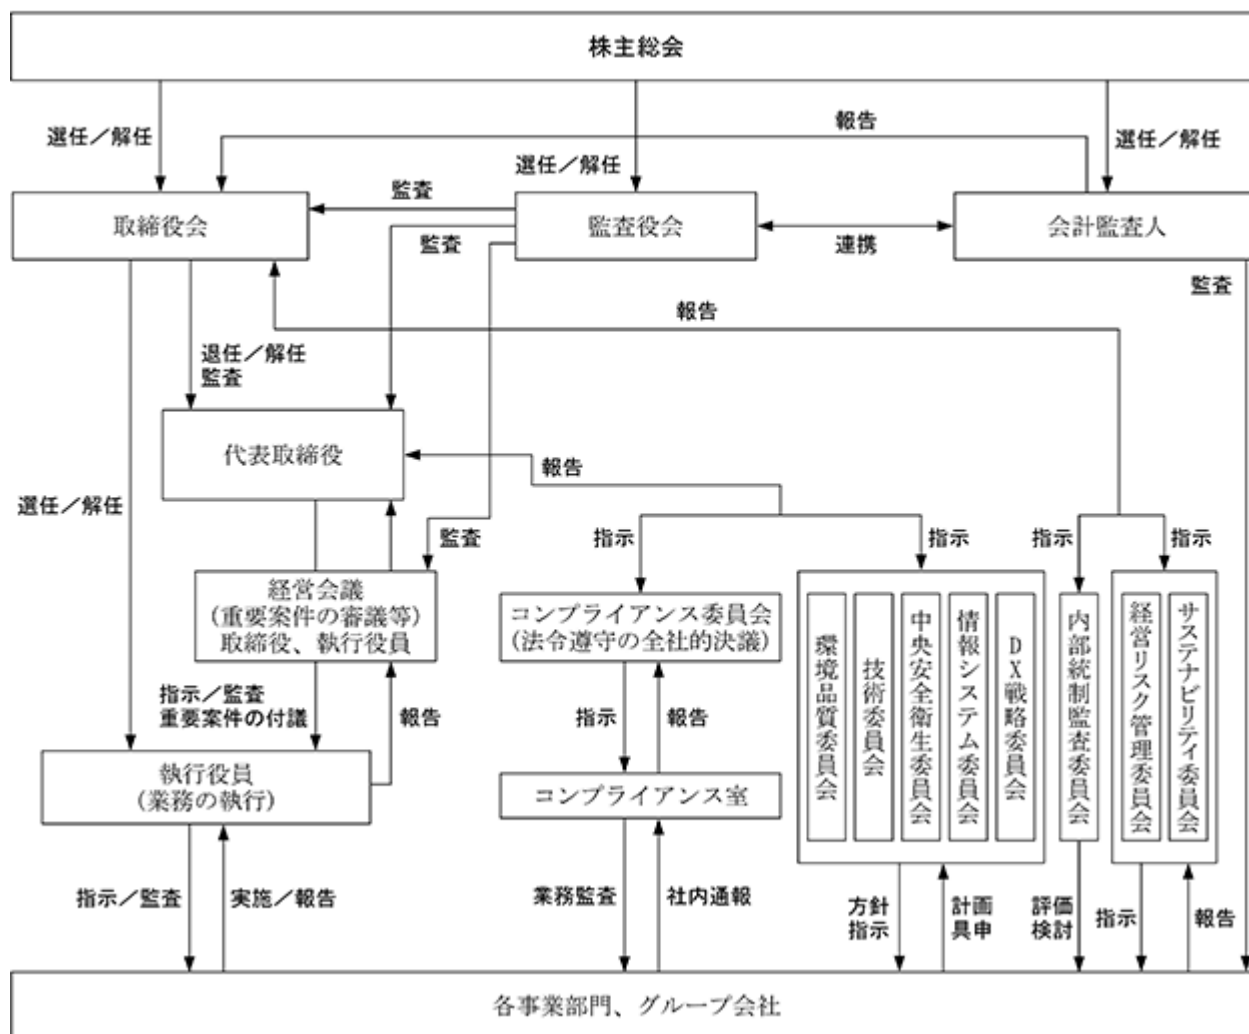 株主総会
選任／解任
選任／解任
報告
選任／解任
取締役会
監査
監査役会
連携
会計監査人
監査
監査
報告
退任／解任
監査
代表取締役
選任／解任
監査
報告
指示
指示
指示
指示
経営会議
(重要案件の審議等)
取締役、執行役員
コンプライアンス委員会
(法令遵守の全社的決議)
環境品質委員会
技術委員会
中央安全衛生委員会
情報システム委員会
DX戦略委員会
内部統制監査委員会
経営リスク管理委員会
サステナビリティ委員会
指示／監査
重要案件の付議
報告
指示
報告
執行役員
(業務の執行)
コンプライアンス室
指示／監査
実施／報告
業務監査
社内通報
方針
指示
計画
具申
評価
検討
指示
報告
各事業部門、グループ会社